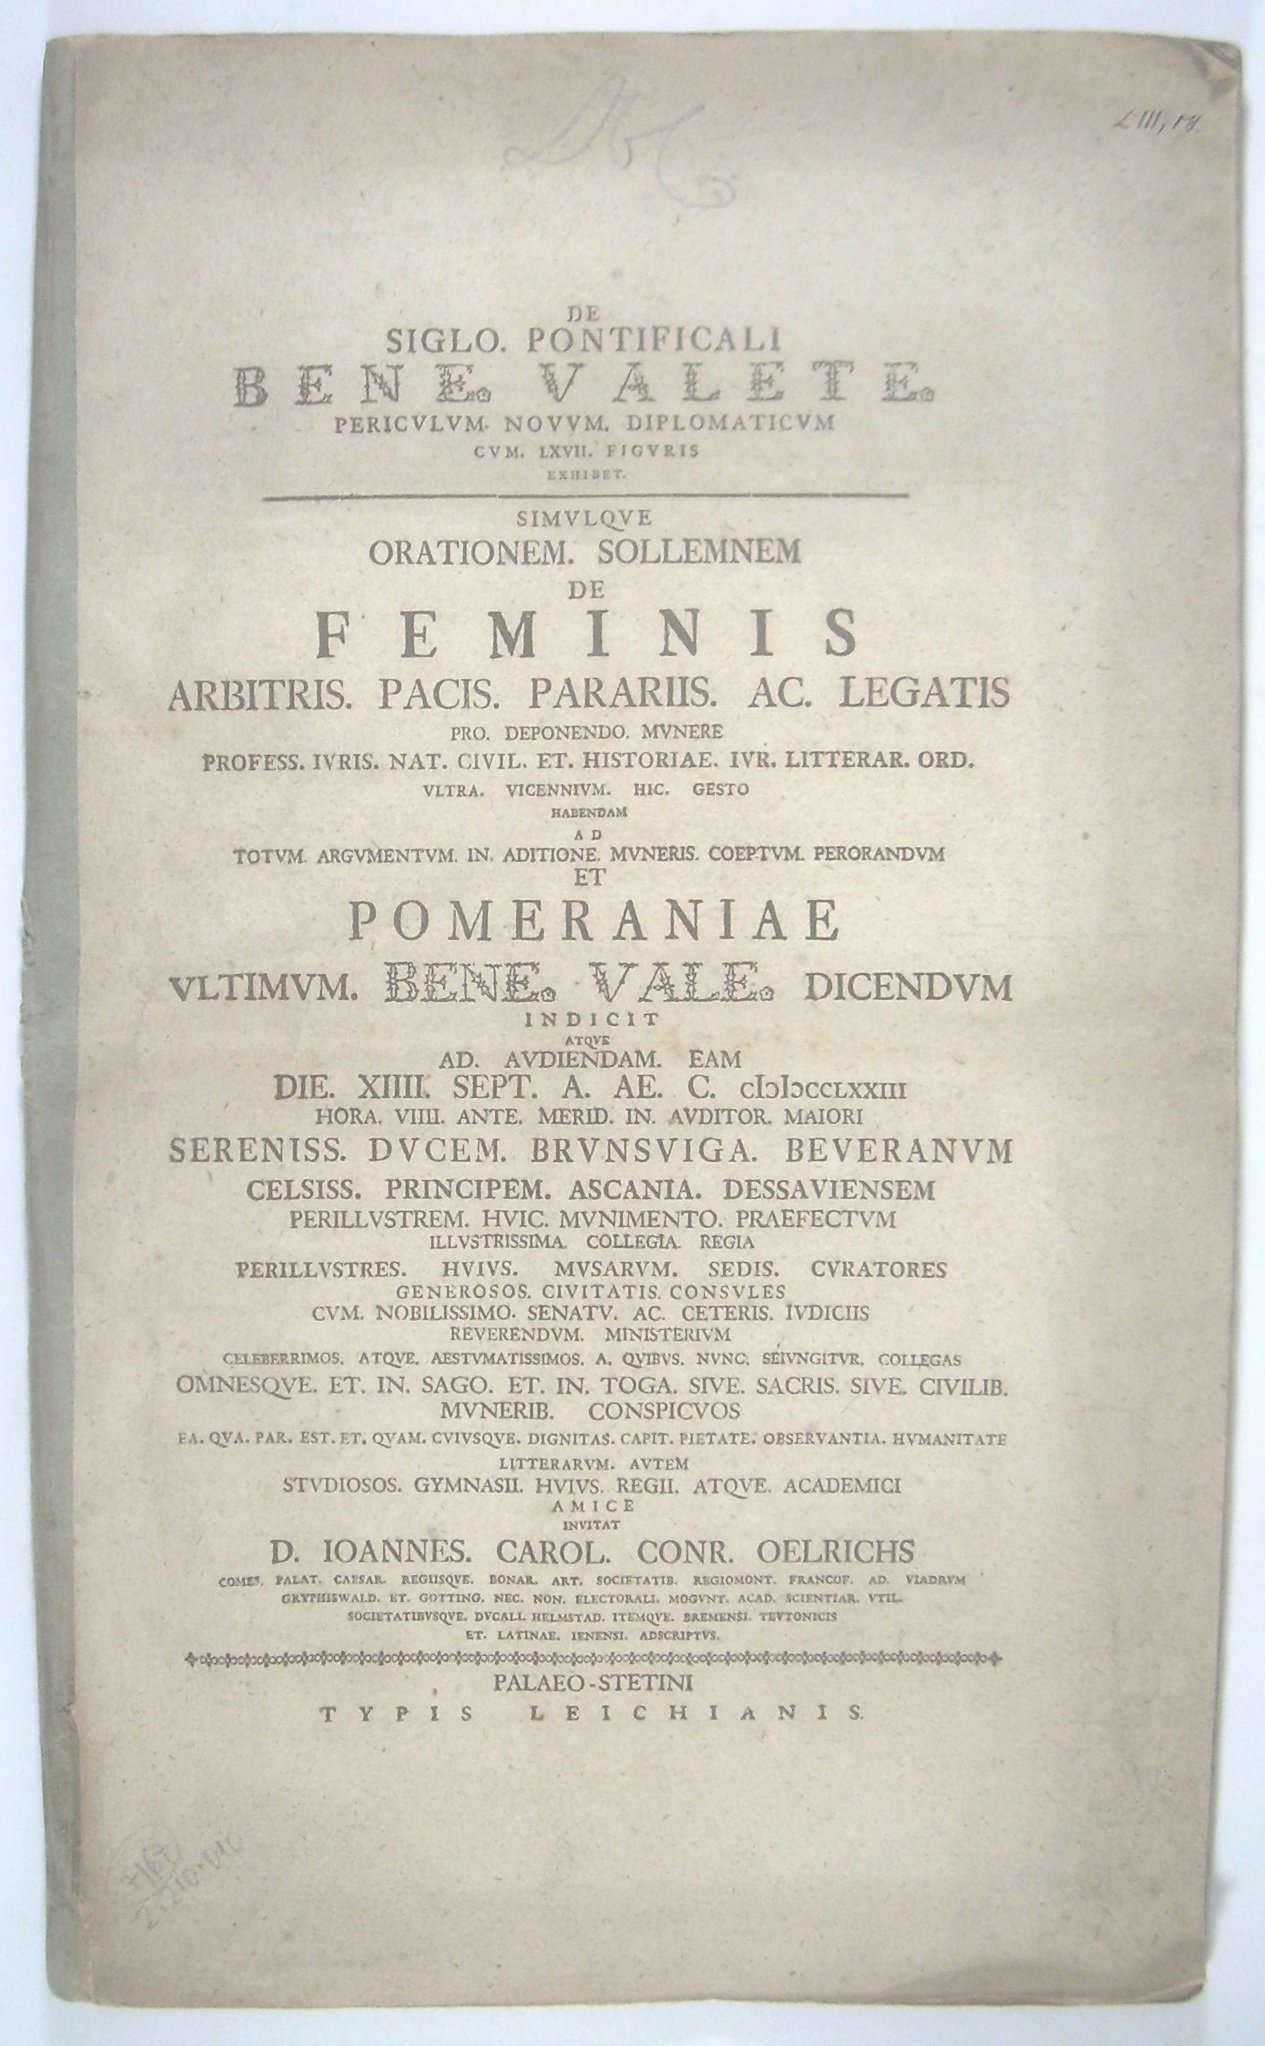 L III, 18.
DE
SIGLO. PONTIFICALI
BENE. VALETE.
PERICVLVM. NOVVM. DIPLOMATICVM
CVM. LXVII. FIGVRIS
EXHIBET.
SIMVLQVE
ORATIONEM. SOLLEMNEM
DE
FEMINIS
ARBITRIS. PACIS. PARARIIS. AC. LEGATIS
PRO. DEPONENDO. MVNERE
PROFESS. IVRIS. NAT. CIVIL. ET. HISTORIAE. IVR. LITTERAR. ORD.
VLTRA. VICENNIVM. HIC. GESTO
HABENDAM
AD
TOTVM. ARGVMENTVM. IN. ADITIONE. MVNERIS. COEPTVM. PERORANDVM
ET
POMERANIAE
VLTIMVM. BENE. VALE. DICENDVM
INDICIT
ATQVE
AD. AVDIENDAM. EAM
DIE. XIIII. SEPT. A. AE. C. cIↄIↄCCLXXIII
HORA. VIIII. ANTE. MERID. IN. AVDITOR. MAIORI
SERENISS. DVCEM. BRVNSVIGA. BEVERANVM
CELSISS. PRINCIPEM. ASCANIA. DESSAVIENSEM
PERILLVSTREM. HVIC. MVNIMENTO. PRAEFECTVM
ILLVSTRISSIMA. COLLEGIA. REGIA
PERILLVSTRES. HVIVS. MVSARVM. SEDIS. CVRATORES
GENEROSOS. CIVITATIS. CONSVLES
CVM. NOBILISSIMO. SENATV. AC. CETERIS. IVDICIIS
REVERENDVM. MINISTERIVM
CELEBERRIMOS. ATQVE. AESTVMATISSIMOS. A. QVIBVS. NVNC. SEIVNGITVR. COLLEGAS
OMNESQVE. ET. IN. SAGO. ET. IN. TOGA. SIVE. SACRIS. SIVE. CIVILIB.
MVNERIB. CONSPICVOS
EA. QVA. PAR. EST. ET. QVAM. CVIVSQVE. DIGNITAS. CAPIT. PIETATE. OBSERVANTIA. HVMANITATE
LITTERARVM. AVTEM
STVDIOSOS. GYMNASII. HVIVS. REGII. ATQVE. ACADEMICI
AMICE
INVITAT
D. IOANNES. CAROL. CONR. OELRICHS
COMES. PALAT. CAESAR. REGIISQVE. BONAR. ART. SOCIETATIB. REGIOMONT. FRANCOF. AD. VIADRVM
GRYPHISWALD. ET. GOTTING. NEC. NON. ELECTORALI. MOGVNT. ACAD. SCIENTIAR. VTIL.
SOCIETATIBVSQVE. DVCALI. HELMSTAD. ITEMQVE. BREMENSI. TEVTONICIS
ET. LATINAE. IENENSI. ADSCRIPTVS.
PALAEO-STETINI
TYPIS LEICHIANIS.